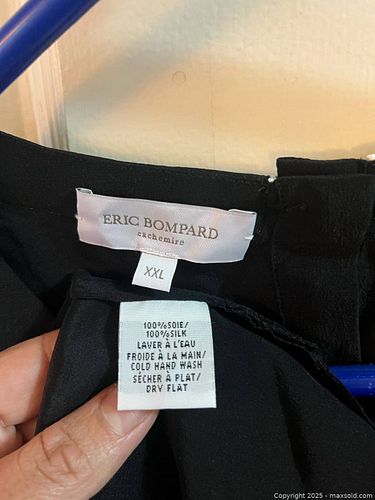 ERIC BOMPARD
cachemire
XXL
100%SOIE/
100%SILK
LAVER À L'EAU
FROIDE À LA MAIN/
COLD HAND WASH
SÉCHER À PLAT/
DRY FLAT
Copyright 2025 - maxsold.com